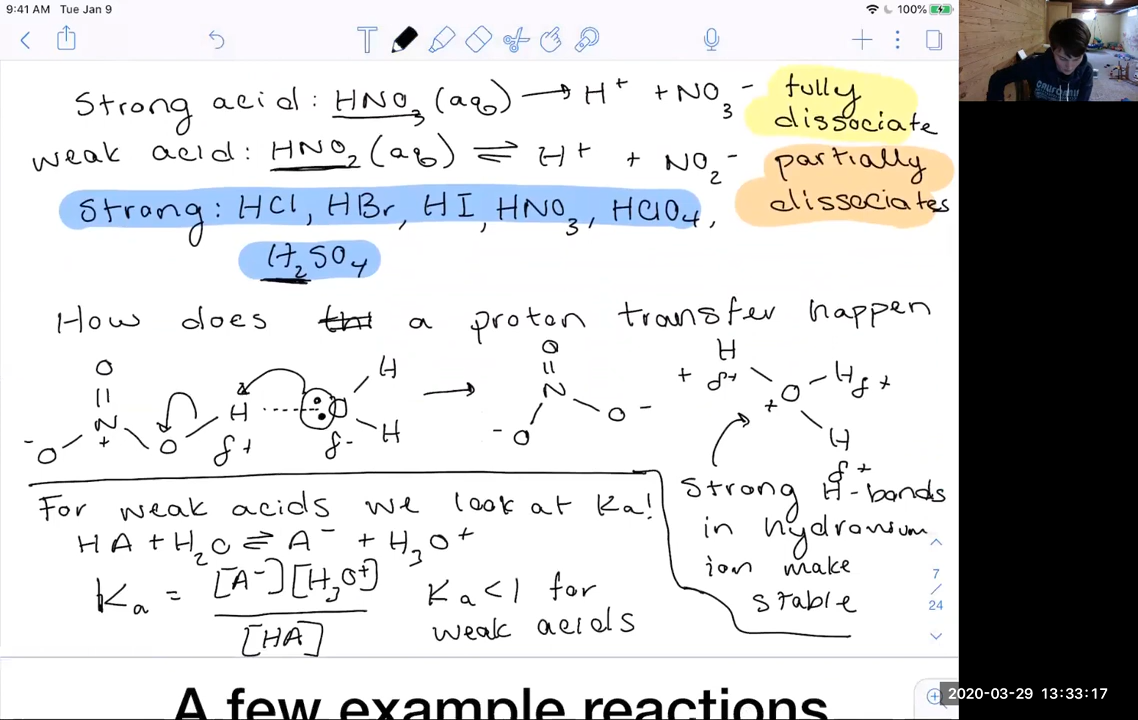 9:41 AM Tue Jan 9
100%
Strong acid: HNO3 (aq) → H+ + NO3 - fully dissociate
weak acid: HNO2 (aq) ⇌ H+ + NO2 - partially dissociates
Strong: HCl, HBr, HI, HNO3, HClO4,
H2SO4
How does a proton transfer happen
O H O H
|| ||
N + O H δ+ O δ- H → N O - + δ+ O + H δ+
- O - O H δ+
For weak acids we look at Ka!
HA + H2O ⇌ A- + H3O+
Ka = [A-][H3O+] / [HA]
Ka < 1 for
weak acids
Strong H-bonds
in hydronium
ion make
stable
7
/
24
A few example reactions
2020-03-29 13:33:17